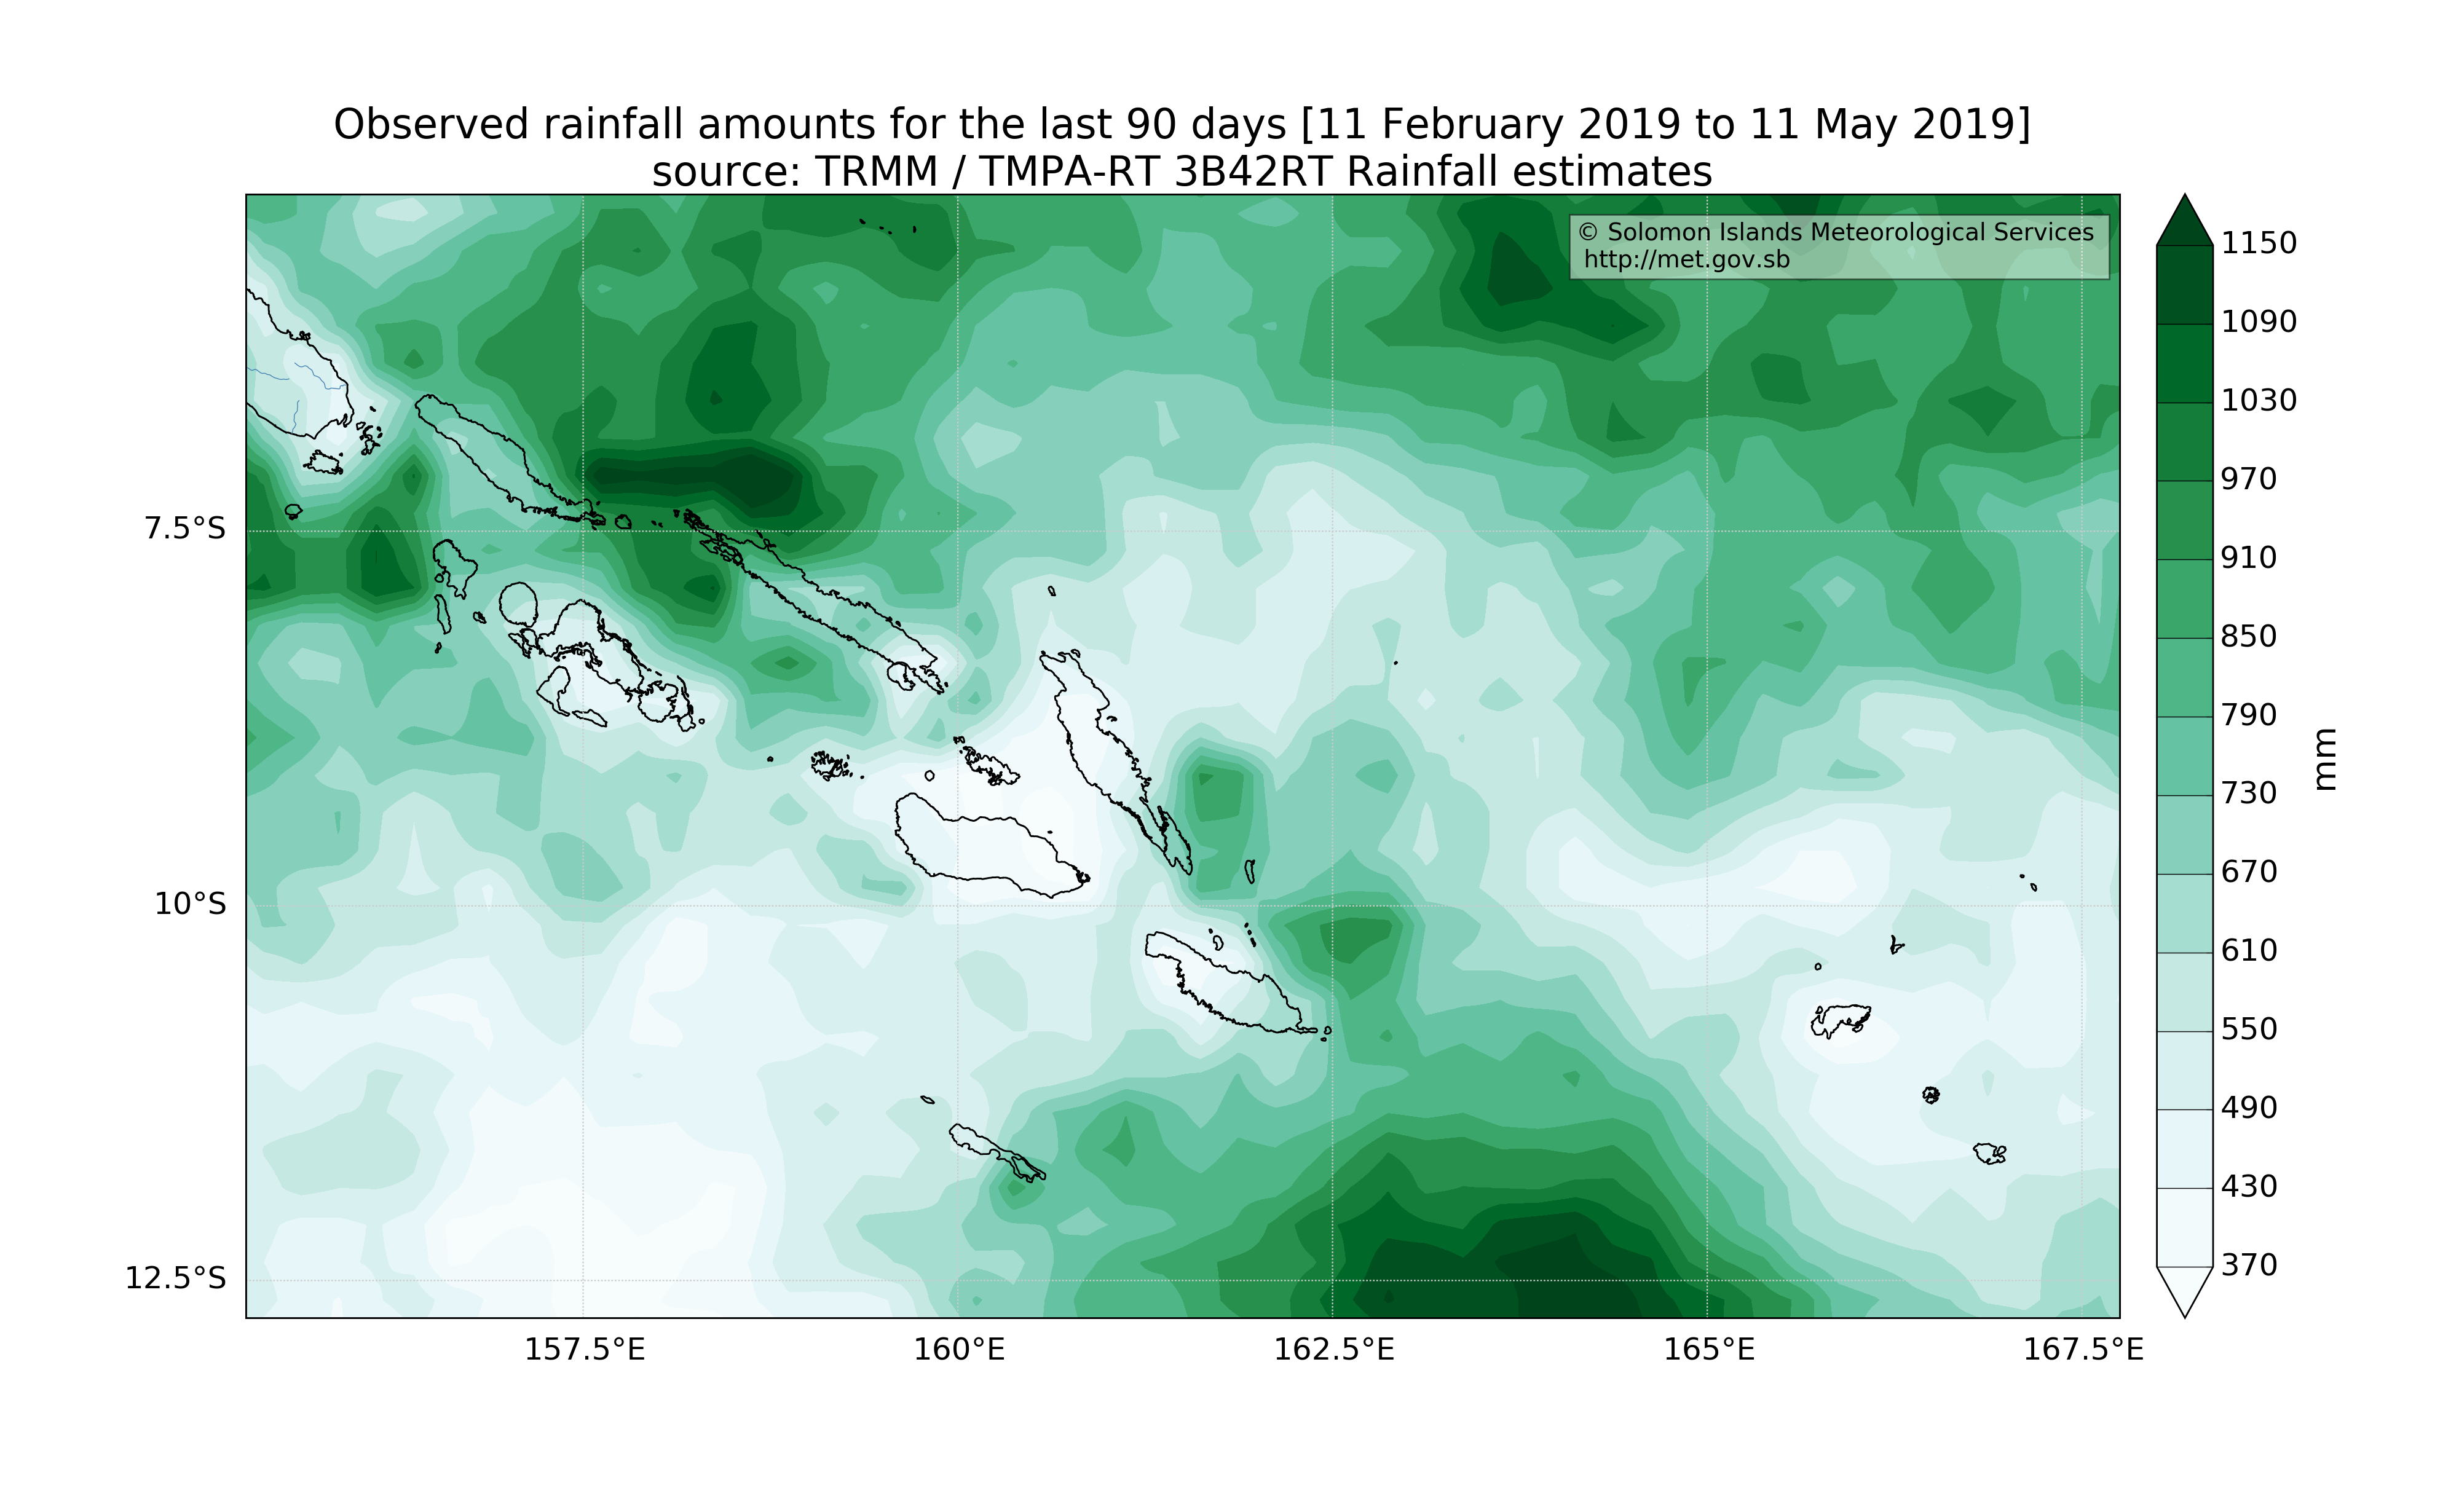 Observed rainfall amounts for the last 90 days [11 February 2019 to 11 May 2019]
source: TRMM / TMPA-RT 3B42RT Rainfall estimates
© Solomon Islands Meteorological Services
http://met.gov.sb
1150
1090
1030
970
910
850
790
730
670
610
550
490
430
370
mm
7.5°S
10°S
12.5°S
157.5°E
160°E
162.5°E
165°E
167.5°E